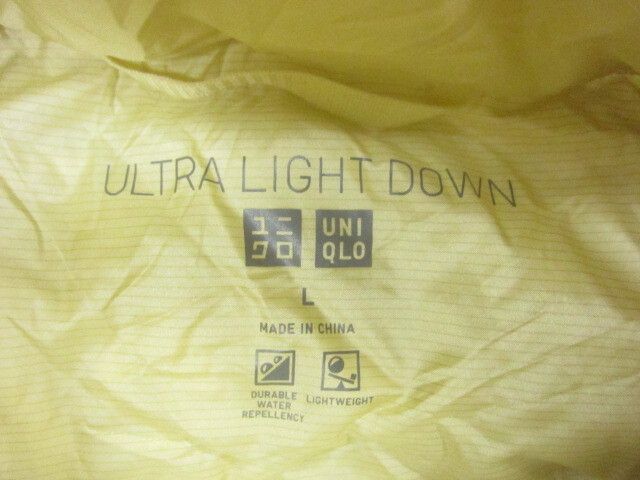 ULTRA LIGHT DOWN
ユニ UNI
クロ QLO
L
MADE IN CHINA
DURABLE WATER REPELLENCY
LIGHTWEIGHT